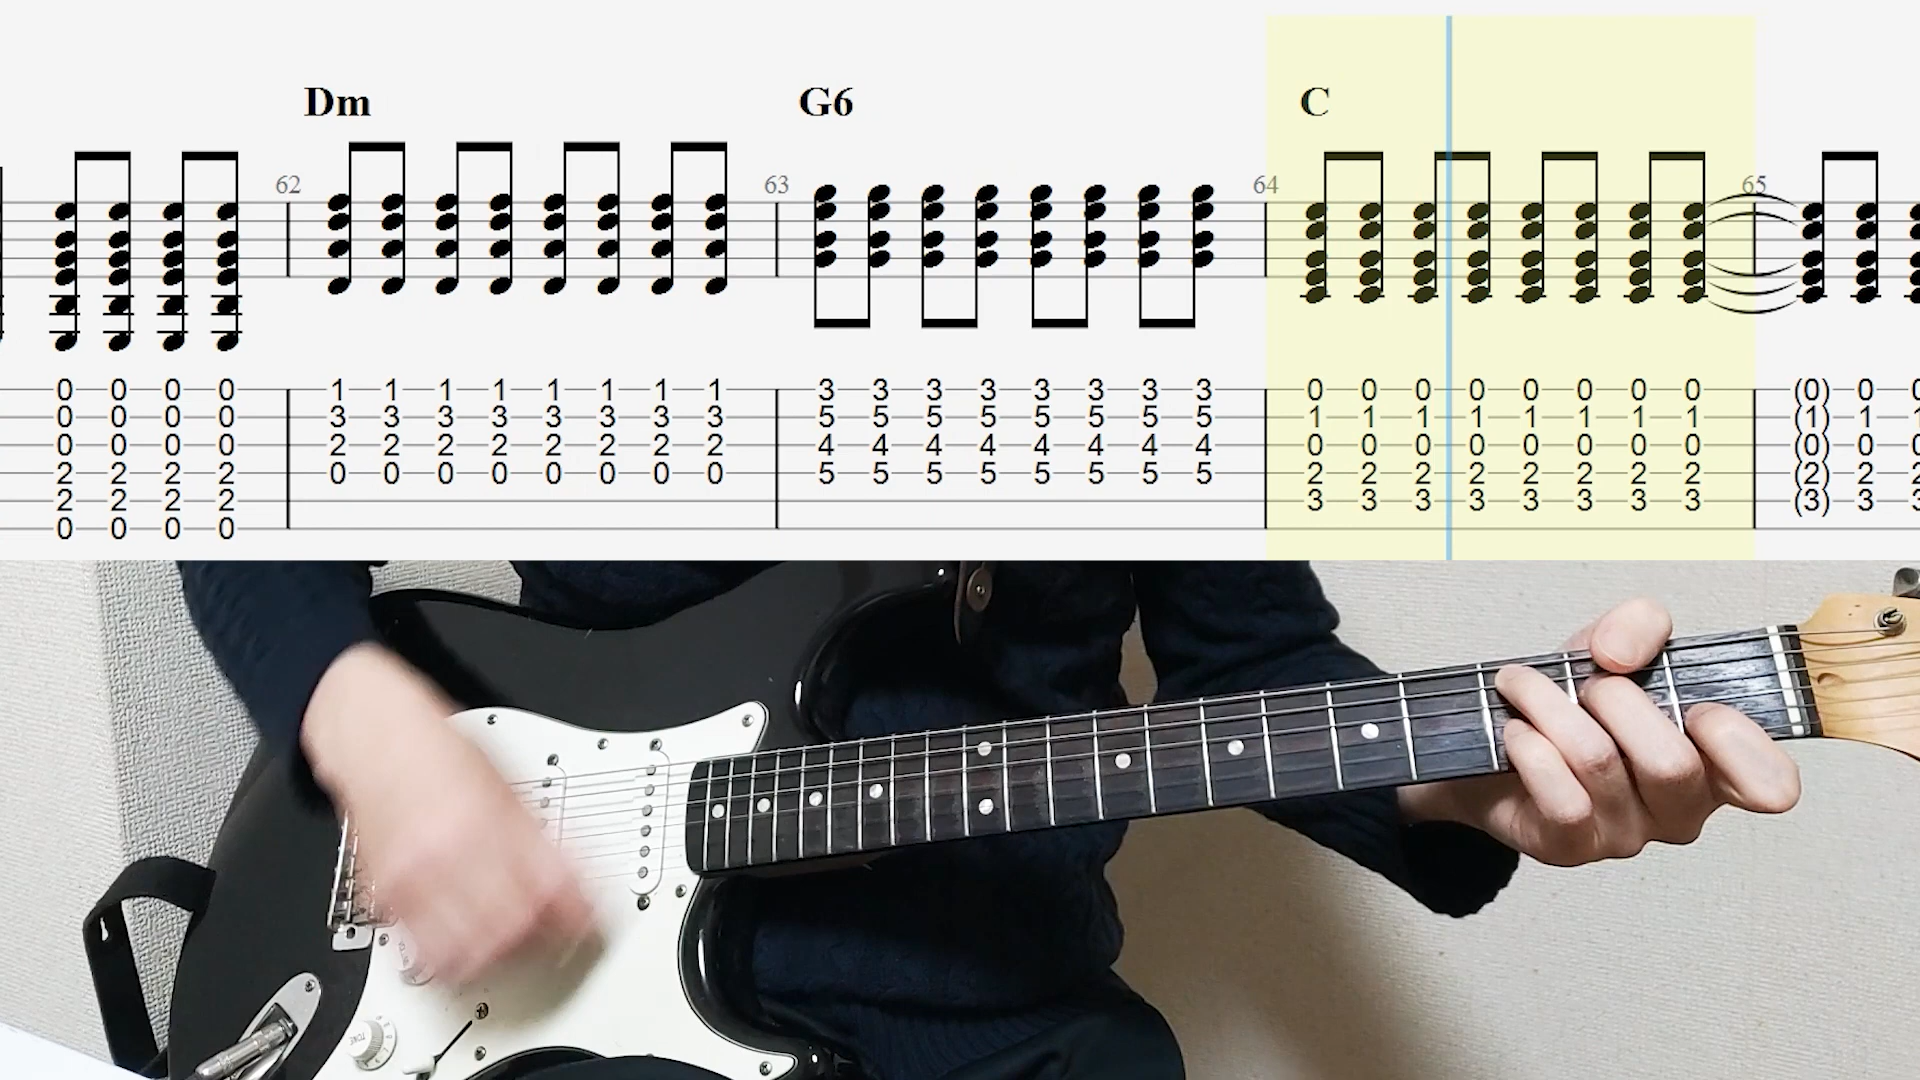 Dm G6 C
62 63 64 65
0 0 0 0 1 1 1 1 1 1 1 1 3 3 3 3 3 3 3 3 0 0 0 0 0 0 0 0 (0) 0
0 0 0 0 3 3 3 3 3 3 3 3 5 5 5 5 5 5 5 5 1 1 1 1 1 1 1 1 (1) 1
0 0 0 0 2 2 2 2 2 2 2 2 4 4 4 4 4 4 4 4 0 0 0 0 0 0 0 0 (0) 0
2 2 2 2 0 0 0 0 0 0 0 0 5 5 5 5 5 5 5 5 2 2 2 2 2 2 2 2 (2) 2
2 2 2 2 3 3 3 3 3 3 3 3 (3) 3
0 0 0 0
TONE